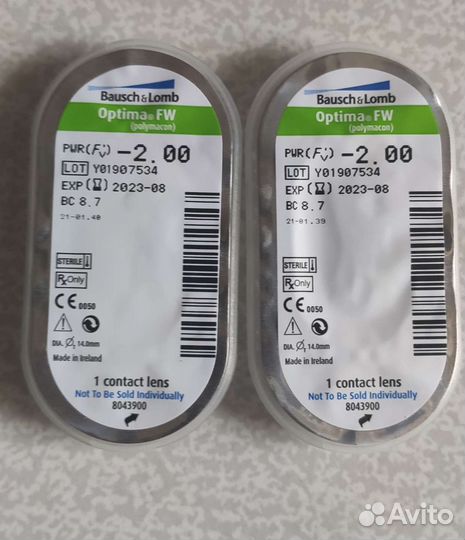 Bausch & Lomb
Optima® FW
(polymacon)
PWR(Fv) -2.00
LOT Y01907534
EXP 2023-08
BC 8.7
21-01.40
STERILE
Rx Only
CE 0050
DIA. Ø, 14.0mm
Made in Ireland
1 contact lens
Not To Be Sold Individually
8043900
Bausch & Lomb
Optima® FW
(polymacon)
PWR(Fv) -2.00
LOT Y01907534
EXP 2023-08
BC 8.7
21-01.39
STERILE
Rx Only
CE 0050
DIA. Ø, 14.0mm
Made in Ireland
1 contact lens
Not To Be Sold Individually
8043900
Avito